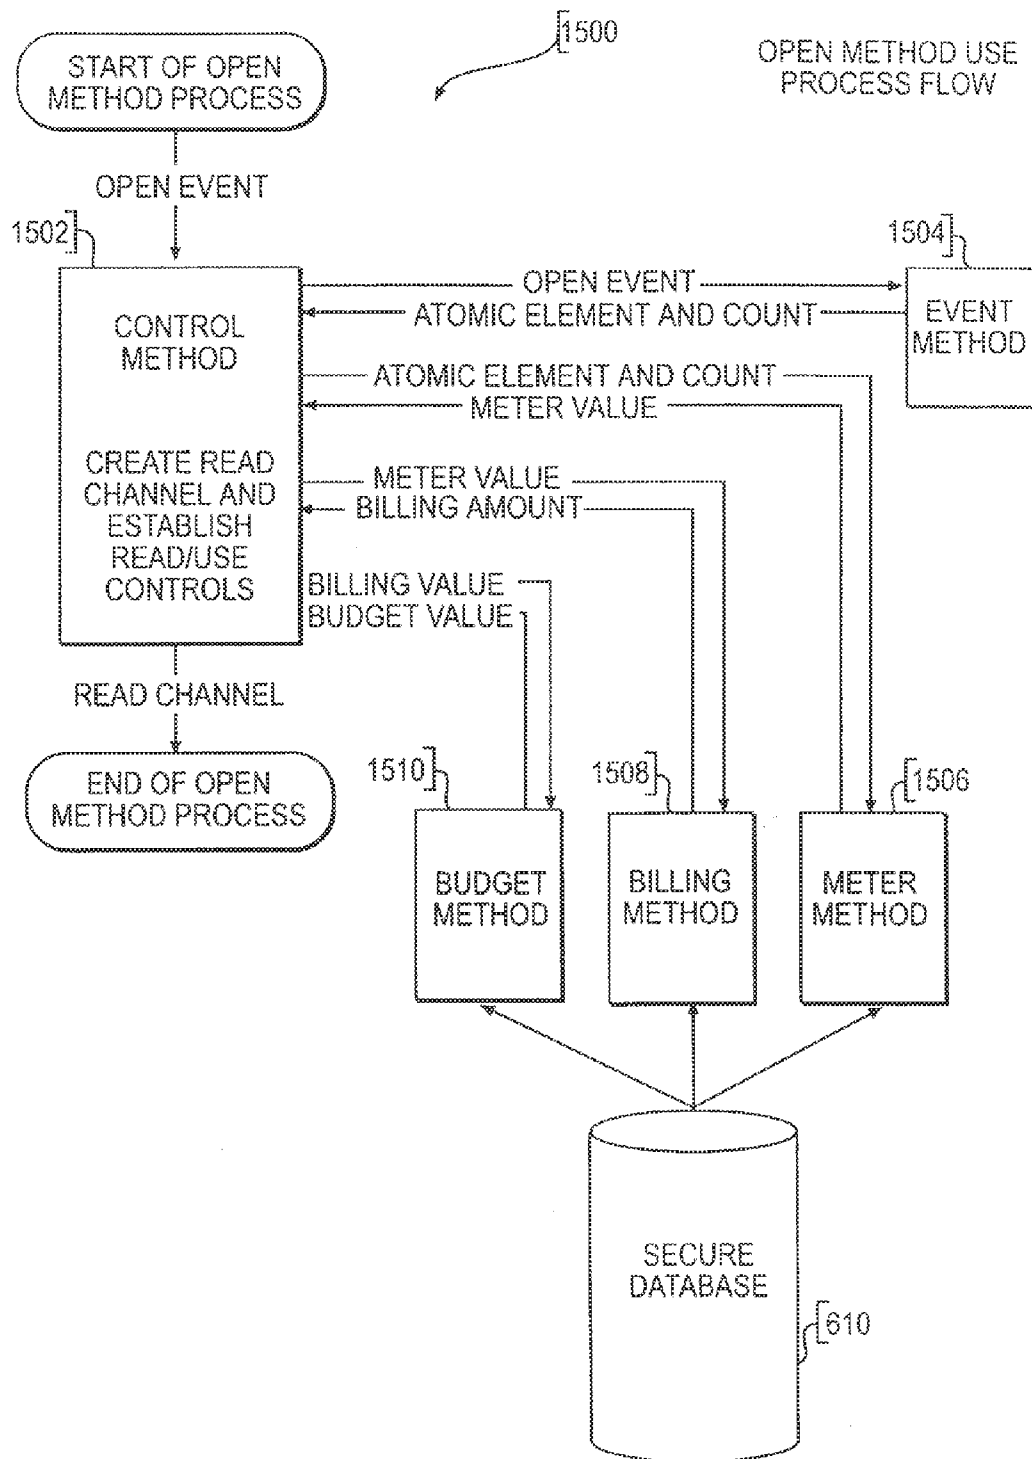 1500
START OF OPEN
METHOD PROCESS
OPEN METHOD USE
PROCESS FLOW
OPEN EVENT
1502
1504
OPEN EVENT
ATOMIC ELEMENT AND COUNT
EVENT
METHOD
CONTROL
METHOD
ATOMIC ELEMENT AND COUNT
METER VALUE
CREATE READ
CHANNEL AND
ESTABLISH
READ/USE
CONTROLS
METER VALUE
BILLING AMOUNT
BILLING VALUE
BUDGET VALUE
READ CHANNEL
END OF OPEN
METHOD PROCESS
1510
1508
1506
BUDGET
METHOD
BILLING
METHOD
METER
METHOD
SECURE
DATABASE
610